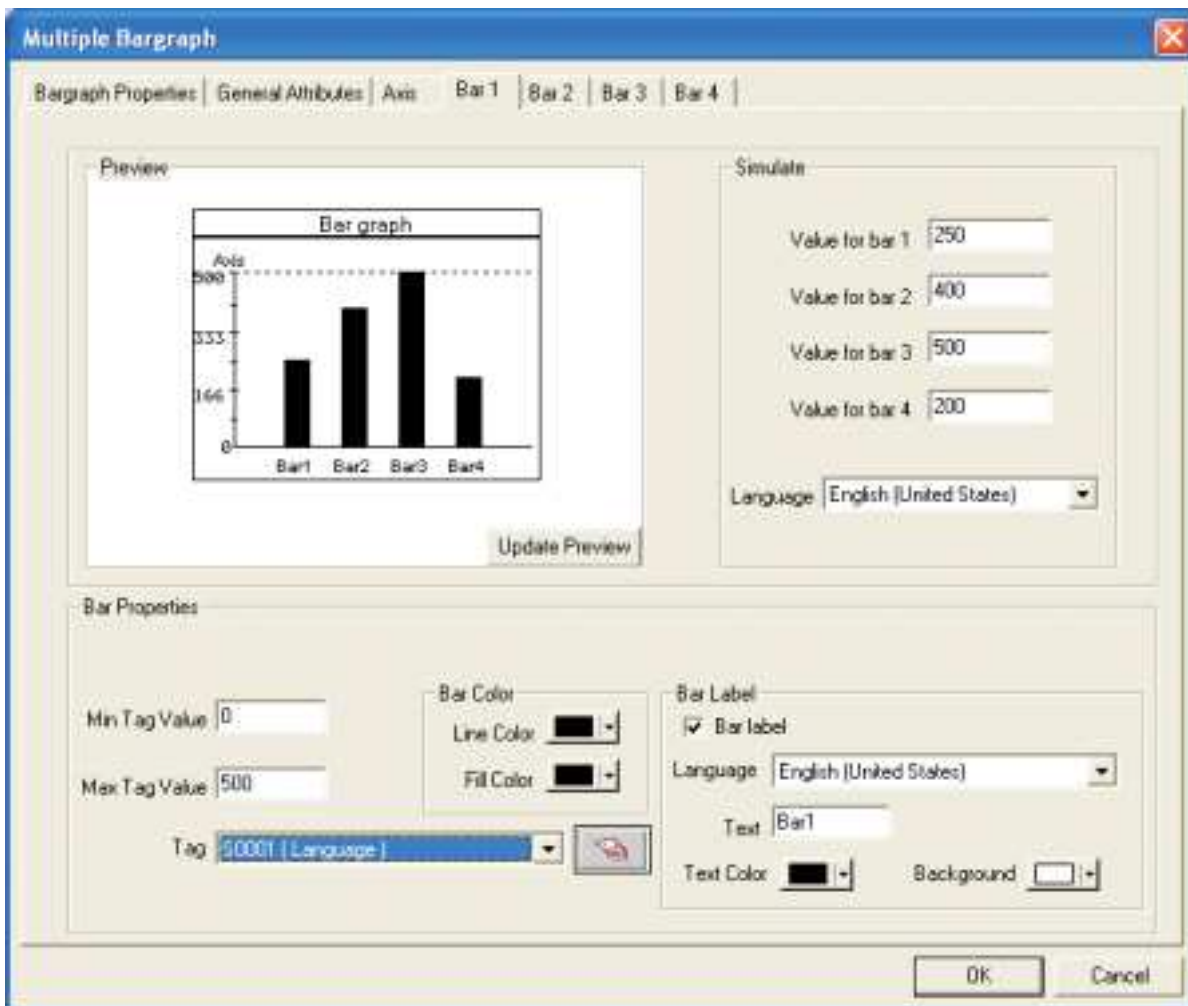 Multiple Bargraph
Bargraph Properties
General Attributes
Axis
Bar 1
Bar 2
Bar 3
Bar 4
Preview
Bar graph
Axis
500
333
166
0
Bar1
Bar2
Bar3
Bar4
Update Preview
Simulate
Value for bar 1 250
Value for bar 2 400
Value for bar 3 500
Value for bar 4 200
Language English (United States)
Bar Properties
Min Tag Value 0
Max Tag Value 500
Tag S0001 ( Language )
Bar Color
Line Color
Fill Color
Bar Label
Bar label
Language English (United States)
Text Bar1
Text Color
Background
OK
Cancel